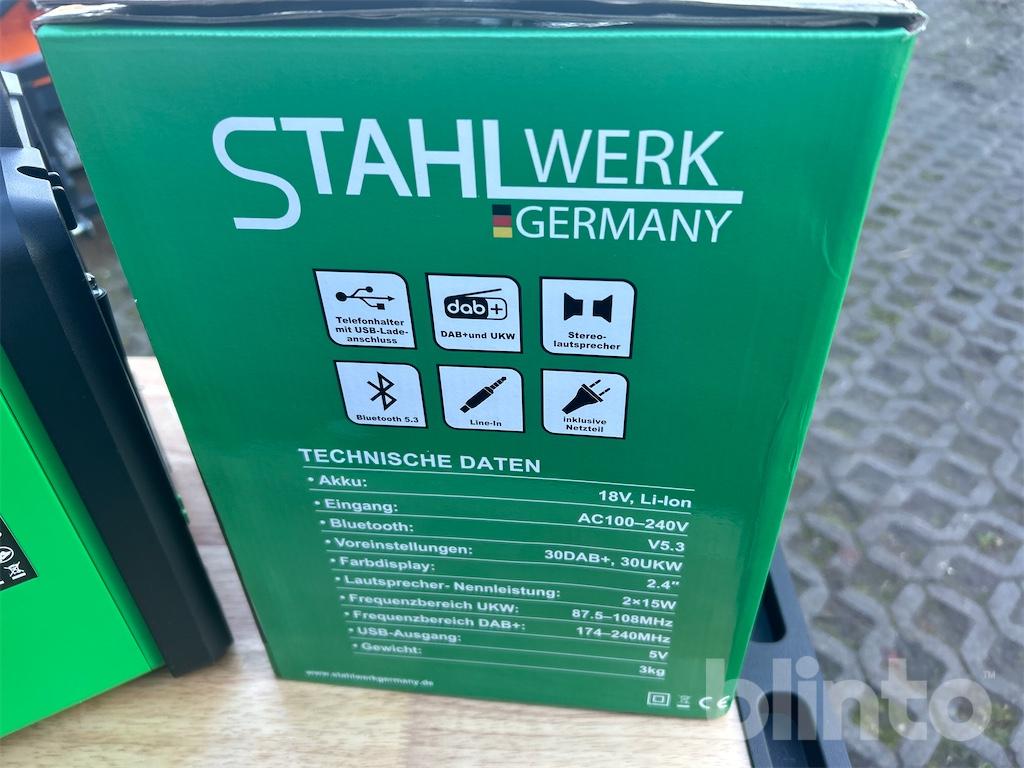 STAHLWERK
GERMANY
Telefonhalter
mit USB-Lade-
anschluss
dab+
DAB+und UKW
Stereo-
lautsprecher
Bluetooth 5.3
Line-In
inklusive
Netzteil
TECHNISCHE DATEN
• Akku: 18V, Li-Ion
• Eingang: AC100–240V
• Bluetooth: V5.3
• Voreinstellungen: 30DAB+, 30UKW
• Farbdisplay: 2.4"
• Lautsprecher- Nennleistung: 2×15W
• Frequenzbereich UKW: 87.5–108MHz
• Frequenzbereich DAB+: 174–240MHz
• USB-Ausgang: 5V
• Gewicht: 3kg
www.stahlwerkgermany.de
CE
blinto™